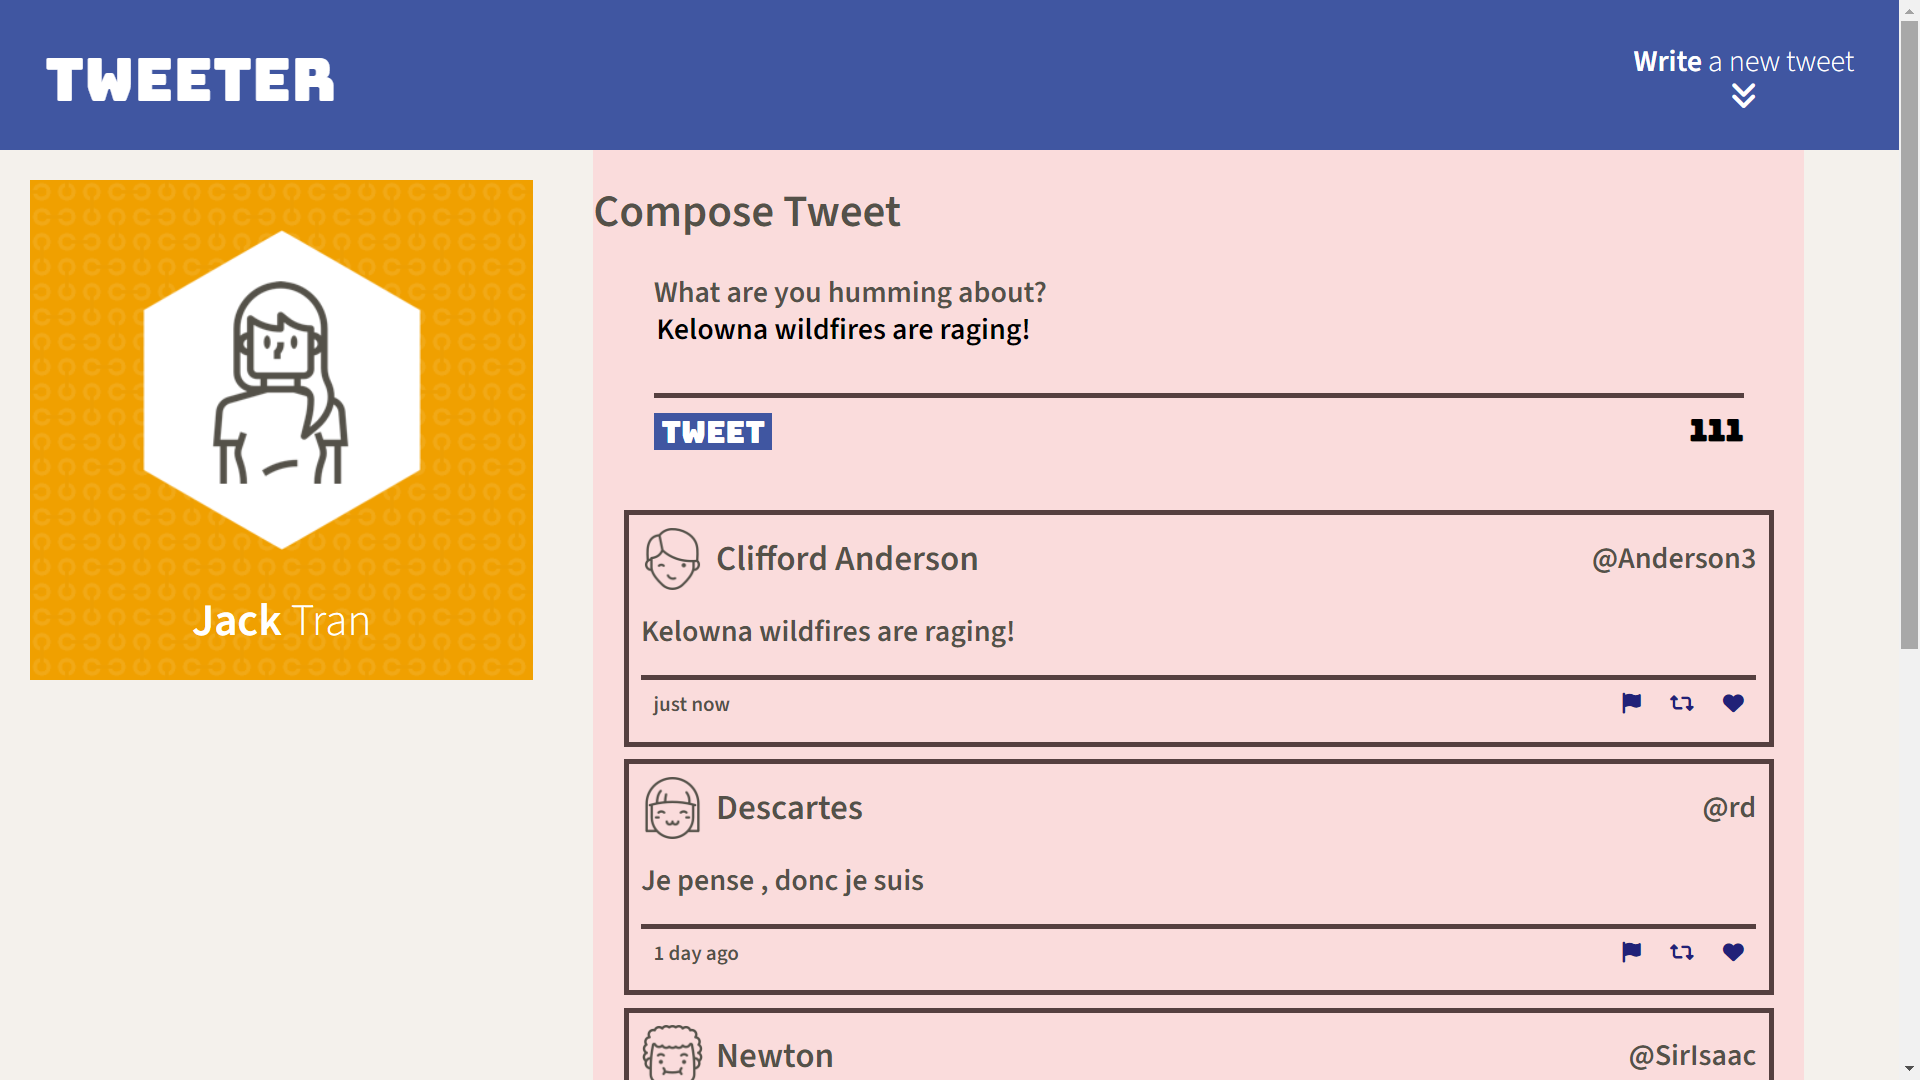 TWEETER
Write a new tweet
Jack Tran
Compose Tweet
What are you humming about?
Kelowna wildfires are raging!
TWEET
111
Clifford Anderson
@Anderson3
Kelowna wildfires are raging!
just now
Descartes
@rd
Je pense , donc je suis
1 day ago
Newton
@SirIsaac